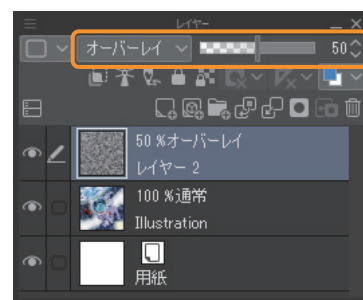 レイヤー
オーバーレイ 50
50 %オーバーレイ
レイヤー 2
100 %通常
Illustration
用紙